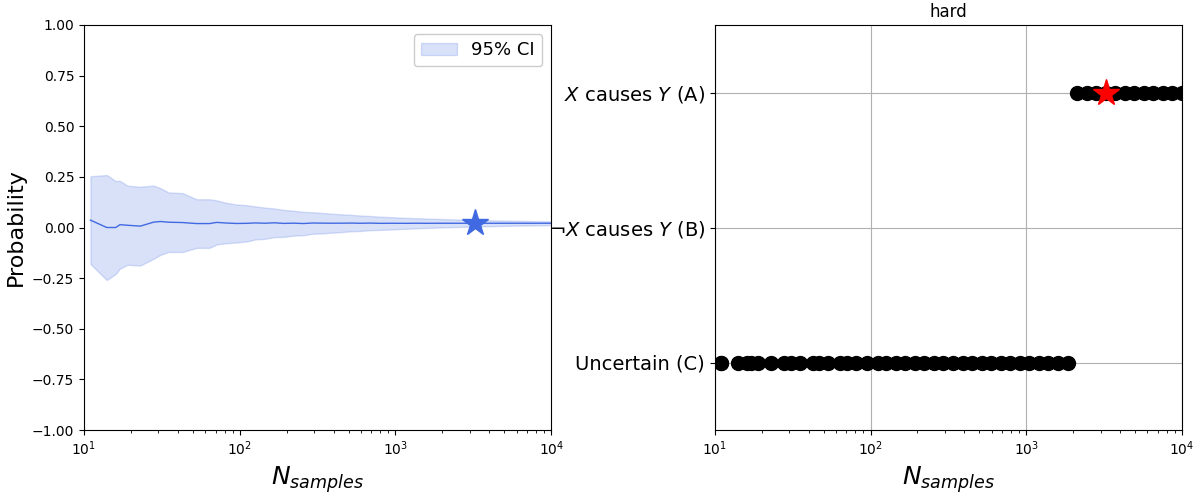 hard
1.00
0.75
0.50
0.25
0.00
−0.25
−0.50
−0.75
−1.00
Probability
95% CI
10¹
10²
10³
10⁴
N_samples
X causes Y (A)
¬X causes Y (B)
Uncertain (C)
10¹
10²
10³
10⁴
N_samples